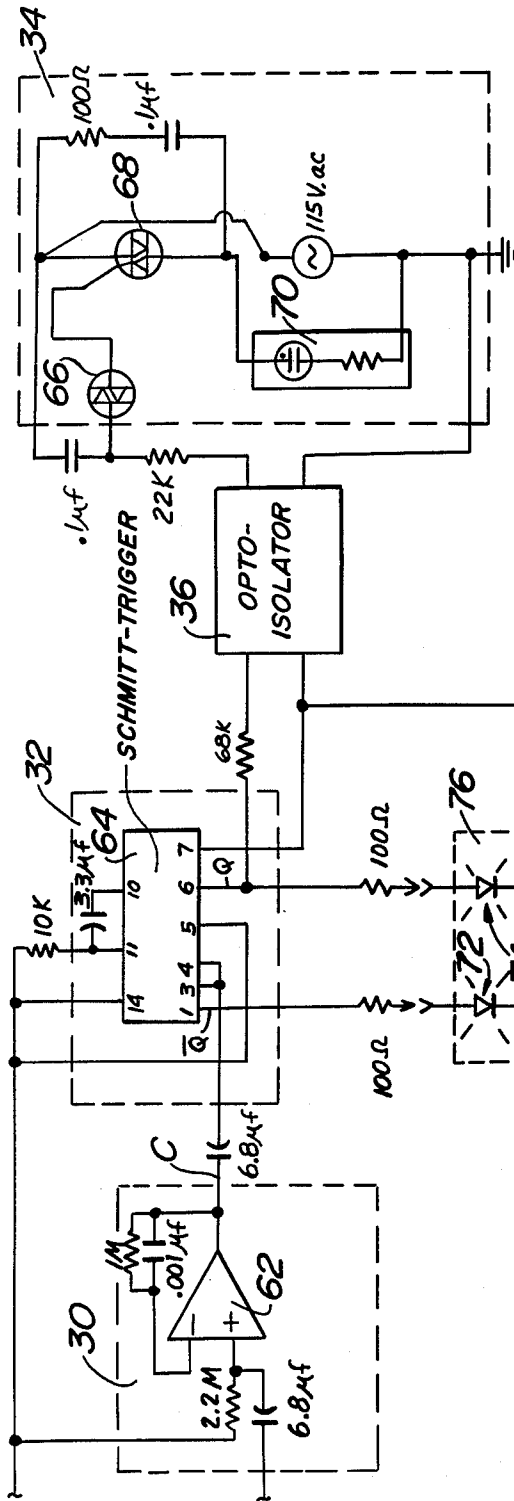 34
100Ω
.1μf
68
115 V. ac
70
66
.1μf
22K
OPTO-
ISOLATOR
36
SCHMITT-TRIGGER
68K
32
64
3.3μf
10K
14
11
10
1
3
4
5
6
7
Q
Q̅
100Ω
100Ω
76
72
C
6.8μf
30
1M
.001μf
62
−
+
2.2M
6.8μf